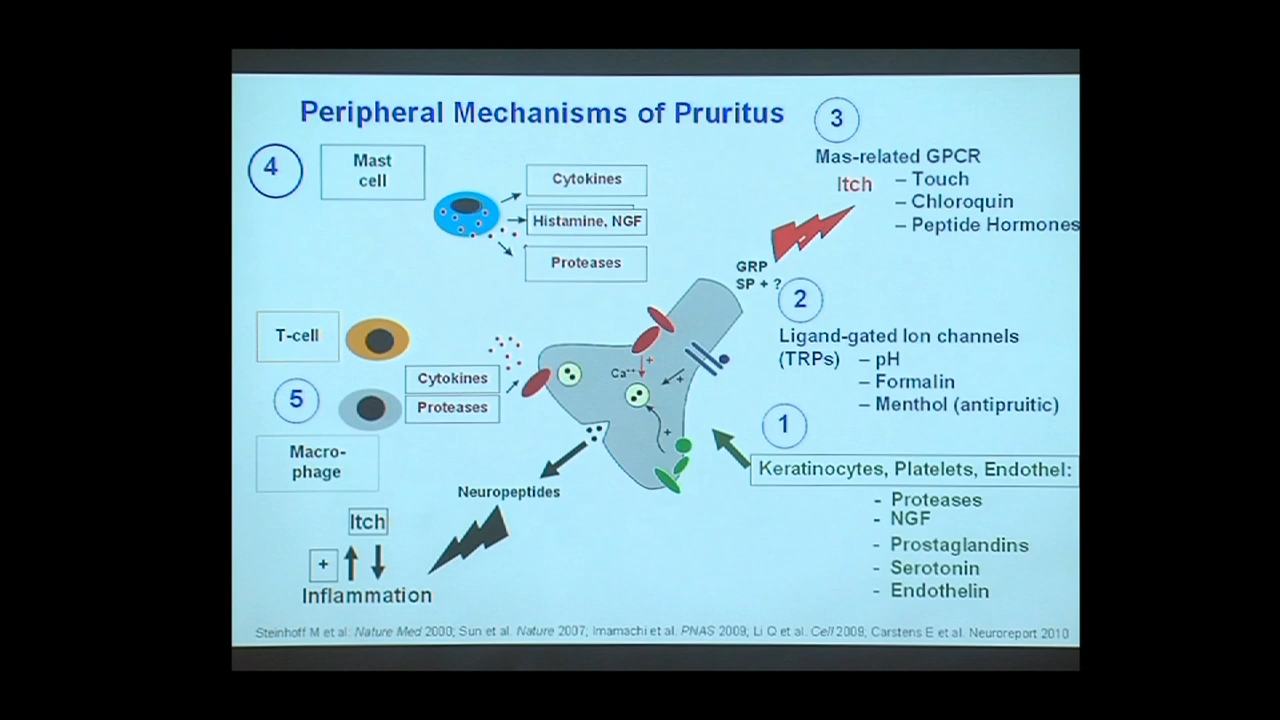 Peripheral Mechanisms of Pruritus
4
Mast
cell
Cytokines
Histamine, NGF
Proteases
3
Mas-related GPCR
Itch
– Touch
– Chloroquin
– Peptide Hormones
GRP
SP + ?
2
Ligand-gated Ion channels
(TRPs) – pH
– Formalin
– Menthol (antipruitic)
T-cell
5
Cytokines
Proteases
Macro-
phage
Ca++
+
+
+
1
Keratinocytes, Platelets, Endothel:
- Proteases
- NGF
- Prostaglandins
- Serotonin
- Endothelin
Neuropeptides
Itch
+
Inflammation
Steinhoff M et al. Nature Med 2000; Sun et al. Nature 2007; Imamachi et al. PNAS 2009; Li Q et al. Cell 2009; Carstens E et al. Neuroreport 2010